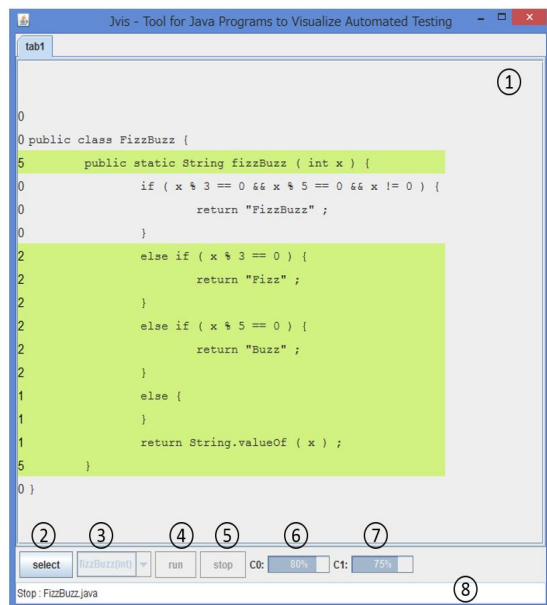 Jvis - Tool for Java Programs to Visualize Automated Testing
tab1
①
0
0 public class FizzBuzz {
5 public static String fizzBuzz ( int x ) {
0 if ( x % 3 == 0 && x % 5 == 0 && x != 0 ) {
0 return "FizzBuzz" ;
0 }
2 else if ( x % 3 == 0 ) {
2 return "Fizz" ;
2 }
2 else if ( x % 5 == 0 ) {
2 return "Buzz" ;
2 }
1 else {
1 }
1 return String.valueOf ( x ) ;
5 }
0 }
② ③ ④ ⑤ ⑥ ⑦
select fizzBuzz(int) run stop C0: 80% C1: 75%
⑧
Stop : FizzBuzz.java